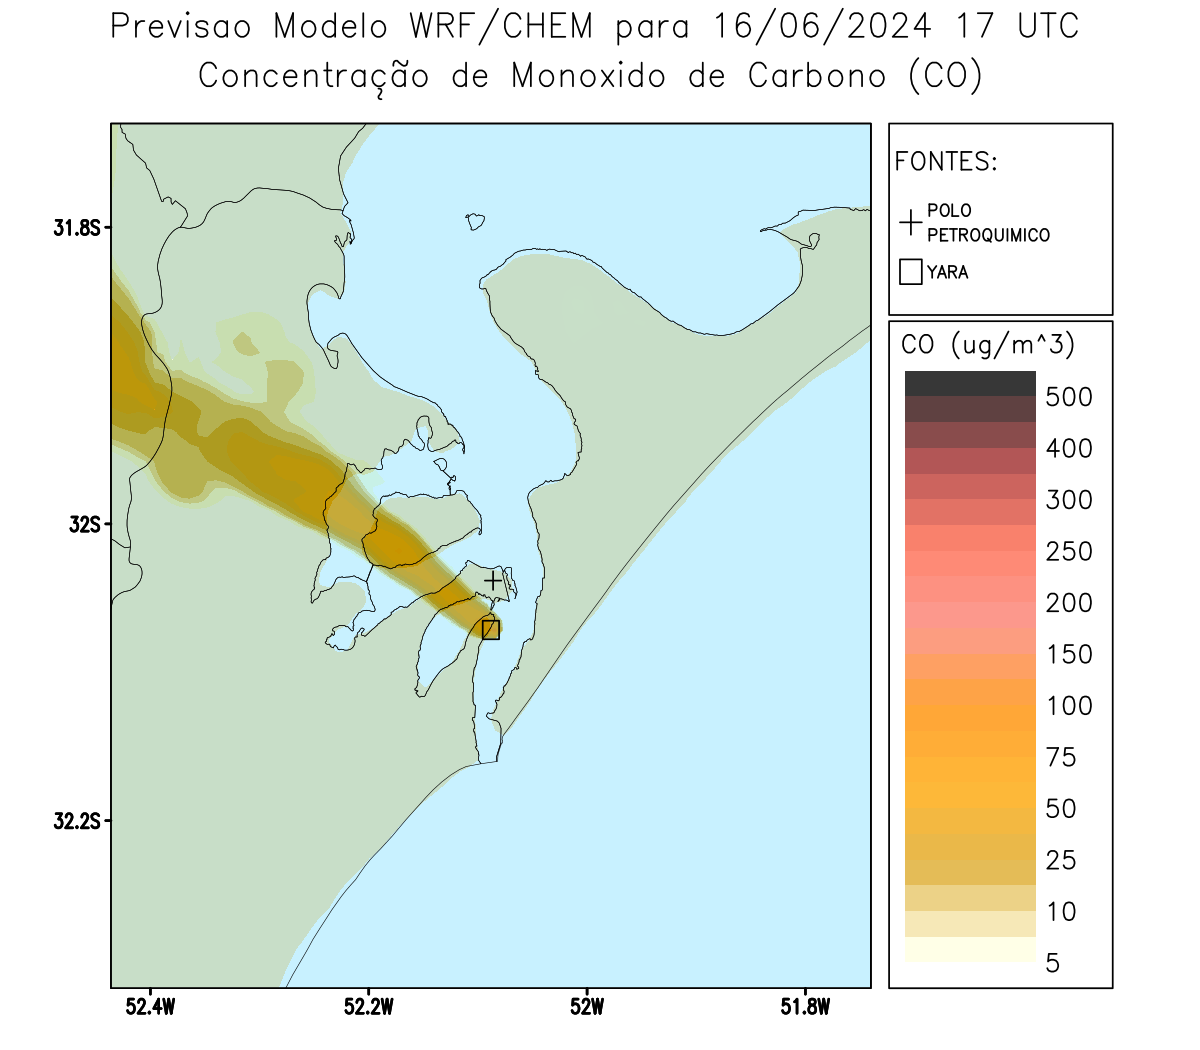 Previsao Modelo WRF/CHEM para 16/06/2024 17 UTC
Concentração de Monoxido de Carbono (CO)
FONTES:
POLO
PETROQUIMICO
YARA
CO (ug/m^3)
500
400
300
250
200
150
100
75
50
25
10
5
31.8S
32S
32.2S
52.4W
52.2W
52W
51.8W